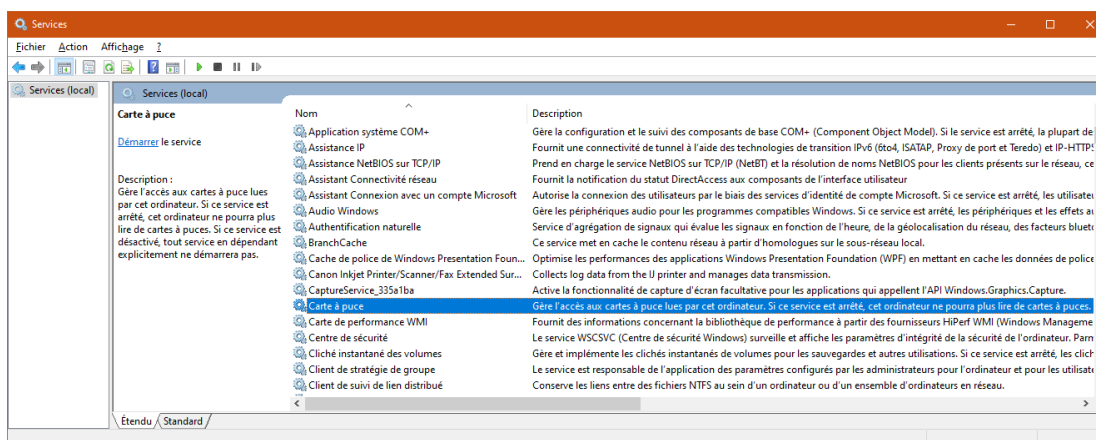 Services
Fichier Action Affichage ?
Services (local)
Services (local)
Carte à puce
Démarrer le service
Description :
Gère l'accès aux cartes à puce lues
par cet ordinateur. Si ce service est
arrêté, cet ordinateur ne pourra plus
lire de cartes à puces. Si ce service est
désactivé, tout service en dépendant
explicitement ne démarrera pas.
Nom Description
Application système COM+ Gère la configuration et le suivi des composants de base COM+ (Component Object Model). Si le service est arrêté, la plupart de
Assistance IP Fournit une connectivité de tunnel à l'aide des technologies de transition IPv6 (6to4, ISATAP, Proxy de port et Teredo) et IP-HTTPS
Assistance NetBIOS sur TCP/IP Prend en charge le service NetBIOS sur TCP/IP (NetBT) et la résolution de noms NetBIOS pour les clients présents sur le réseau, ce
Assistant Connectivité réseau Fournit la notification du statut DirectAccess aux composants de l'interface utilisateur
Assistant Connexion avec un compte Microsoft Autorise la connexion des utilisateurs par le biais des services d'identité de compte Microsoft. Si ce service est arrêté, les utilisateu
Audio Windows Gère les périphériques audio pour les programmes compatibles Windows. Si ce service est arrêté, les périphériques et les effets au
Authentification naturelle Service d'agrégation de signaux qui évalue les signaux en fonction de l'heure, de la géolocalisation du réseau, des facteurs blueto
BranchCache Ce service met en cache le contenu réseau à partir d'homologues sur le sous-réseau local.
Cache de police de Windows Presentation Foun... Optimise les performances des applications Windows Presentation Foundation (WPF) en mettant en cache les données de police
Canon Inkjet Printer/Scanner/Fax Extended Sur... Collects log data from the IJ printer and manages data transmission.
CaptureService_335a1ba Active la fonctionnalité de capture d'écran facultative pour les applications qui appellent l'API Windows.Graphics.Capture.
Carte à puce Gère l'accès aux cartes à puce lues par cet ordinateur. Si ce service est arrêté, cet ordinateur ne pourra plus lire de cartes à puces.
Carte de performance WMI Fournit des informations concernant la bibliothèque de performance à partir des fournisseurs HiPerf WMI (Windows Manageme
Centre de sécurité Le service WSCSVC (Centre de sécurité Windows) surveille et affiche les paramètres d'intégrité de la sécurité de l'ordinateur. Parm
Cliché instantané des volumes Gère et implémente les clichés instantanés de volumes pour les sauvegardes et autres utilisations. Si ce service est arrêté, les clich
Client de stratégie de groupe Le service est responsable de l'application des paramètres configurés par les administrateurs pour l'ordinateur et pour les utilisate
Client de suivi de lien distribué Conserve les liens entre des fichiers NTFS au sein d'un ordinateur ou d'un ensemble d'ordinateurs en réseau.
Étendu Standard